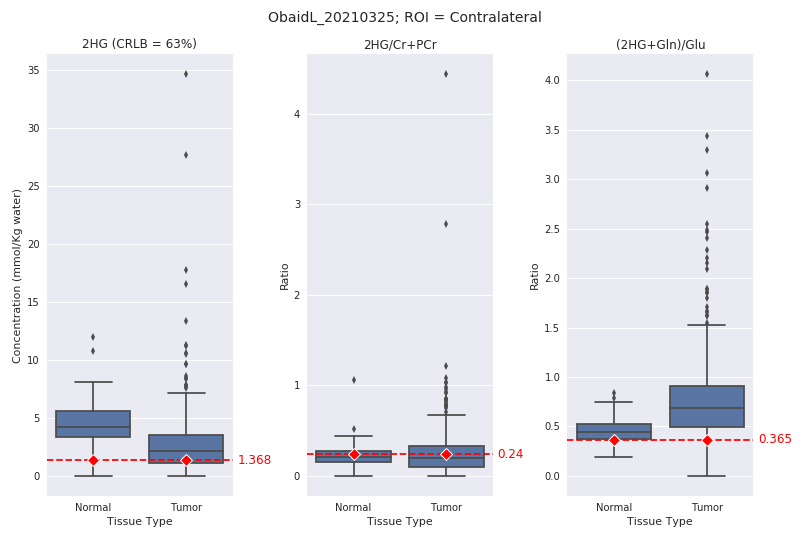 ObaidL_20210325; ROI = Contralateral
2HG (CRLB = 63%)
2HG/Cr+PCr
(2HG+Gln)/Glu
Concentration (mmol/Kg water)
35
30
25
20
15
10
5
0
1.368
Normal Tumor
Tissue Type
Ratio
4
3
2
1
0
0.24
Normal Tumor
Tissue Type
Ratio
4.0
3.5
3.0
2.5
2.0
1.5
1.0
0.5
0.0
0.365
Normal Tumor
Tissue Type